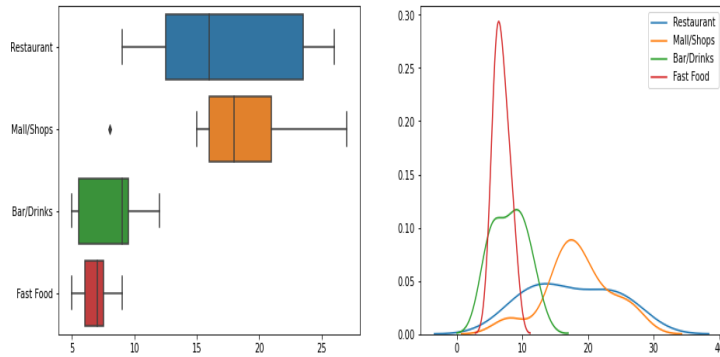 Restaurant
Mall/Shops
Bar/Drinks
Fast Food
5 10 15 20 25
0.30
0.25
0.20
0.15
0.10
0.05
0.00
0 10 20 30 40
Restaurant
Mall/Shops
Bar/Drinks
Fast Food